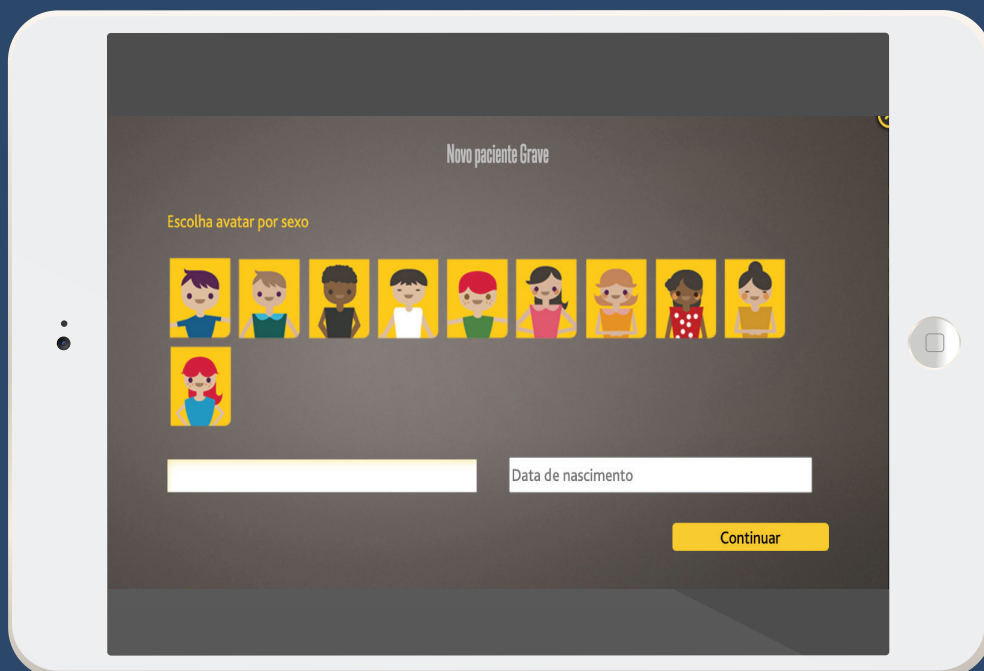 Novo paciente Grave
Escolha avatar por sexo
Data de nascimento
Continuar